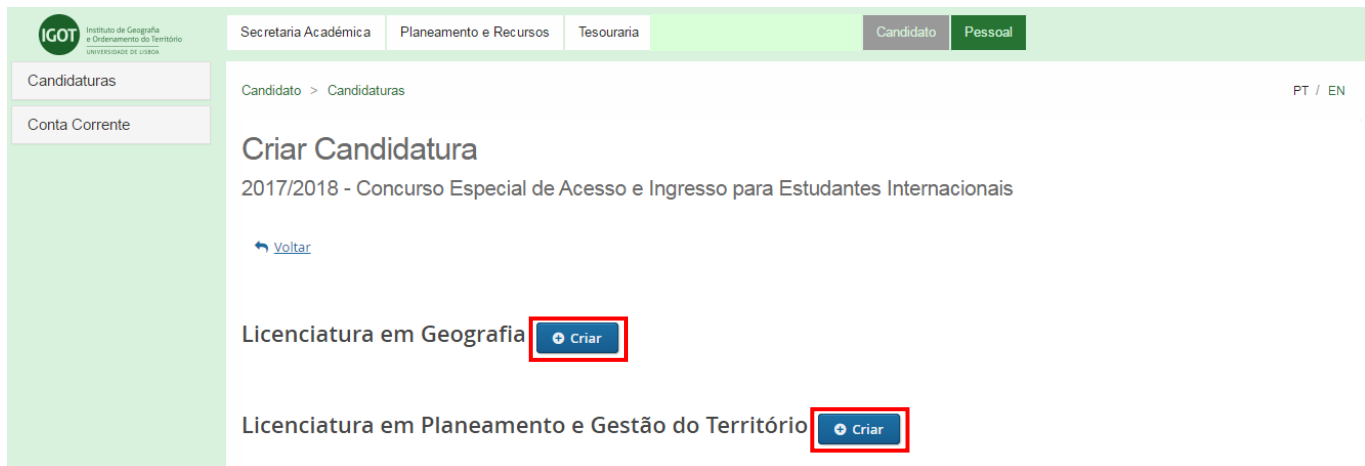 IGOT
Instituto de Geografia
e Ordenamento do Território
UNIVERSIDADE DE LISBOA
Secretaria Académica Planeamento e Recursos Tesouraria Candidato Pessoal
Candidaturas
Conta Corrente
Candidato > Candidaturas PT / EN
Criar Candidatura
2017/2018 - Concurso Especial de Acesso e Ingresso para Estudantes Internacionais
Voltar
Licenciatura em Geografia Criar
Licenciatura em Planeamento e Gestão do Território Criar